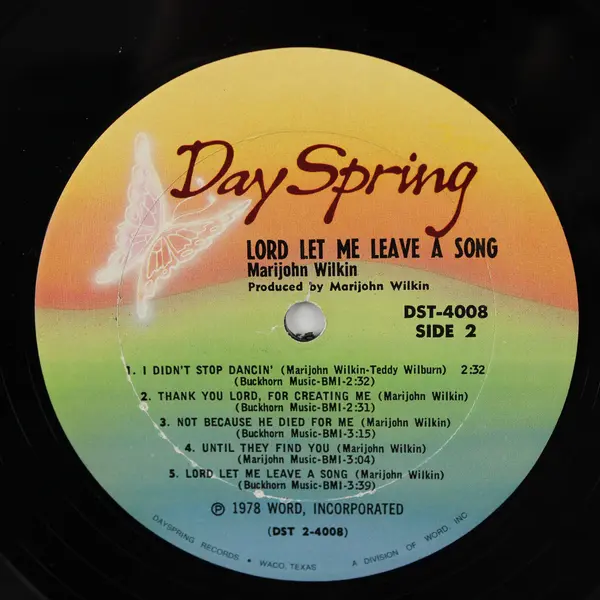 DaySpring
LORD LET ME LEAVE A SONG
Marijohn Wilkin
Produced by Marijohn Wilkin
DST-4008
SIDE 2
1. I DIDN'T STOP DANCIN' (Marijohn Wilkin-Teddy Wilburn) 2:32
(Buckhorn Music-BMI-2:32)
2. THANK YOU LORD, FOR CREATING ME (Marijohn Wilkin)
(Buckhorn Music-BMI-2:31)
3. NOT BECAUSE HE DIED FOR ME (Marijohn Wilkin)
(Buckhorn Music-BMI-3:15)
4. UNTIL THEY FIND YOU (Marijohn Wilkin)
(Marijohn Music-BMI-3:04)
5. LORD LET ME LEAVE A SONG (Marijohn Wilkin)
(Buckhorn Music-BMI-3:39)
℗ 1978 WORD, INCORPORATED
(DST 2-4008)
DAYSPRING RECORDS • WACO, TEXAS A DIVISION OF WORD, INC.